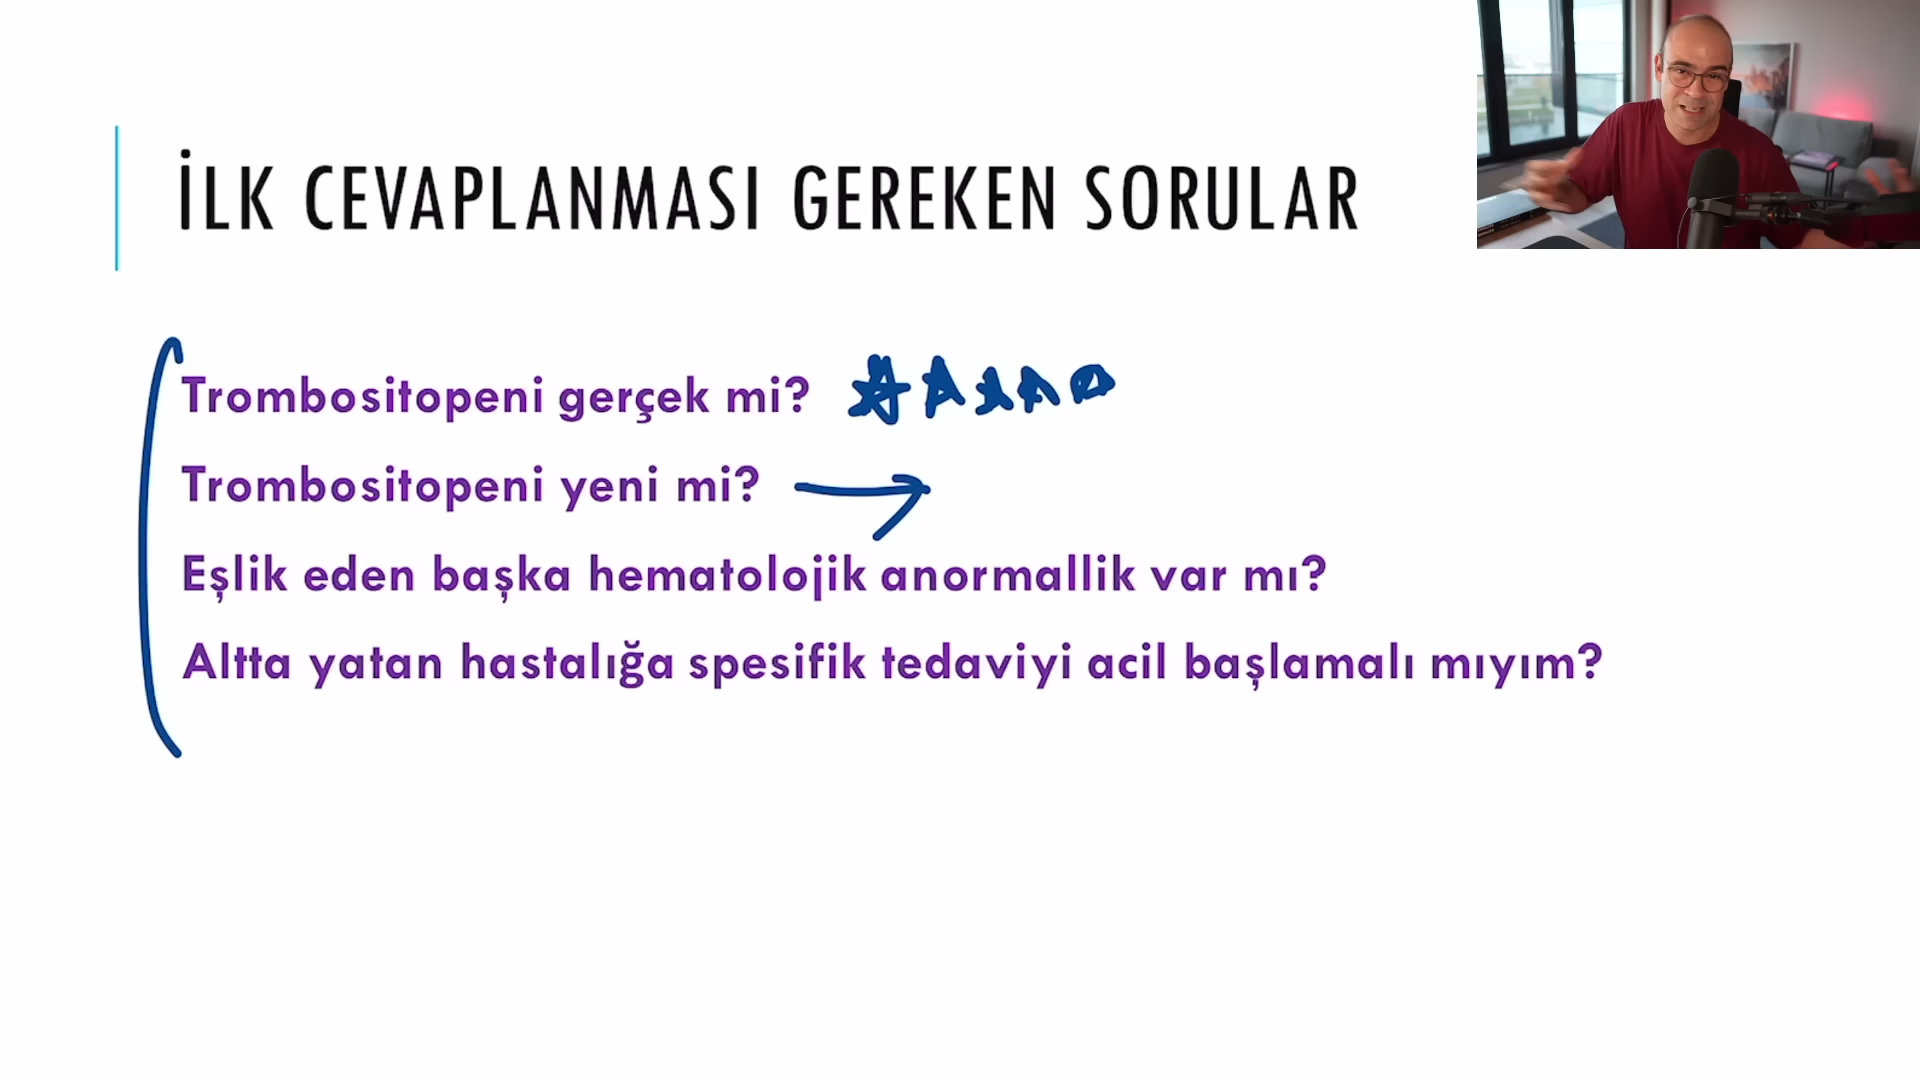 İLK CEVAPLANMASI GEREKEN SORULAR
Trombositopeni gerçek mi?
Trombositopeni yeni mi?
Eşlik eden başka hematolojik anormallik var mı?
Altta yatan hastalığa spesifik tedaviyi acil başlamalı mıyım?